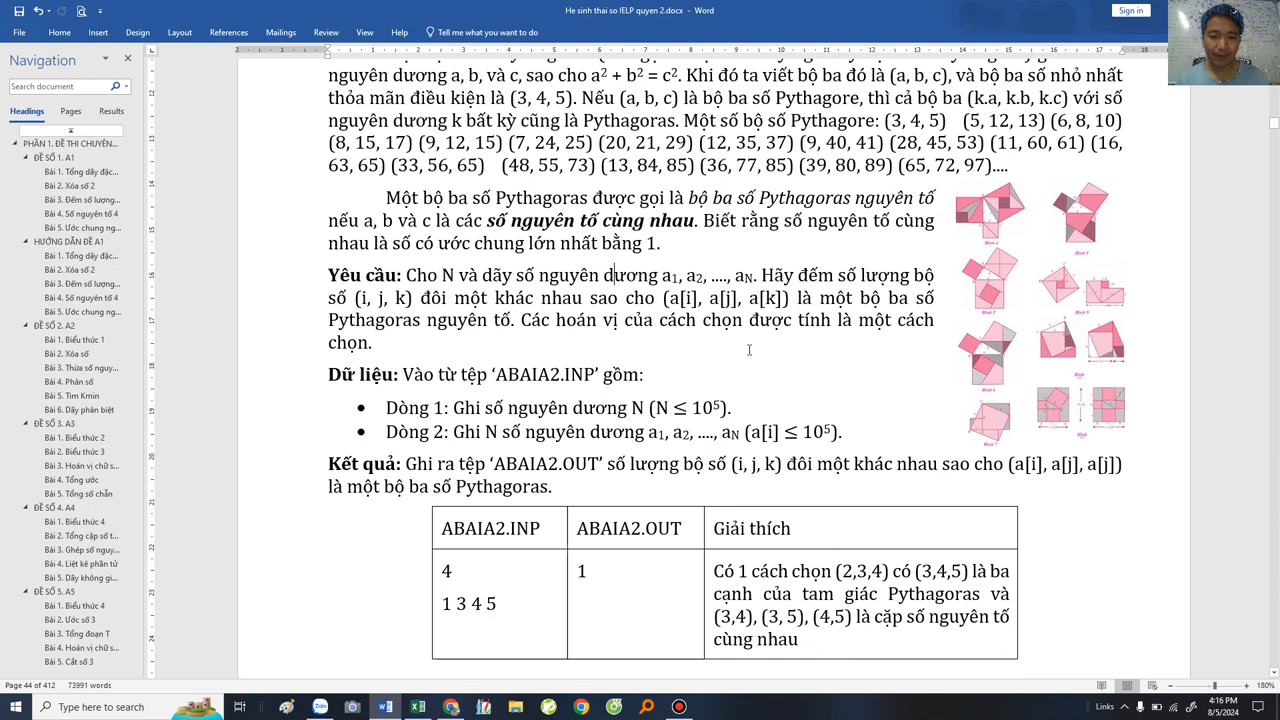 He sinh thai so IEL quyen 2.docx - Word
Sign in
File
Home
Insert
Design
Layout
References
Mailings
Review
View
Help
Tell me what you want to do
Navigation
Search document
Headings
Pages
Results
PHẦN 1. ĐỀ THI CHUYÊN...
ĐỀ SỐ 1. A1
Bài 1. Tổng dãy đặc...
Bài 2. Xóa số 2
Bài 3. Đếm số lượng...
Bài 4. Số nguyên tố 4
Bài 5. Ước chung ng...
HƯỚNG DẪN ĐỀ A1
Bài 1. Tổng dãy đặc...
Bài 2. Xóa số 2
Bài 3. Đếm số lượng...
Bài 4. Số nguyên tố 4
Bài 5. Ước chung ng...
ĐỀ SỐ 2. A2
Bài 1. Biểu thức 1
Bài 2. Xóa số
Bài 3. Thừa số nguy...
Bài 4. Phân số
Bài 5. Tìm Kmin
Bài 6. Dãy phân biệt
ĐỀ SỐ 3. A3
Bài 1. Biểu thức 2
Bài 2. Biểu thức 3
Bài 3. Hoán vị chữ s...
Bài 4. Tổng ước
Bài 5. Tổng số chẵn
ĐỀ SỐ 4. A4
Bài 1. Biểu thức 4
Bài 2. Tổng cặp số t...
Bài 3. Ghép số nguy...
Bài 4. Liệt kê phần tử
Bài 5. Dãy không gi...
ĐỀ SỐ 5. A5
Bài 1. Biểu thức 4
Bài 2. Ước số 3
Bài 3. Tổng đoạn T
Bài 4. Hoán vị chữ s...
Bài 5. Cắt số 3
nguyên dương a, b, và c, sao cho a² + b² = c². Khi đó ta viết bộ ba đó là (a, b, c), và bộ ba số nhỏ nhất
thỏa mãn điều kiện là (3, 4, 5). Nếu (a, b, c) là bộ ba số Pythagore, thì cả bộ ba (k.a, k.b, k.c) với số
nguyên dương k bất kỳ cũng là Pythagoras. Một số bộ số Pythagore: (3, 4, 5) (5, 12, 13) (6, 8, 10)
(8, 15, 17) (9, 12, 15) (7, 24, 25) (20, 21, 29) (12, 35, 37) (9, 40, 41) (28, 45, 53) (11, 60, 61) (16,
63, 65) (33, 56, 65) (48, 55, 73) (13, 84, 85) (36, 77, 85) (39, 80, 89) (65, 72, 97)....
Một bộ ba số Pythagoras được gọi là bộ ba số Pythagoras nguyên tố
nếu a, b và c là các số nguyên tố cùng nhau. Biết rằng số nguyên tố cùng
nhau là số có ước chung lớn nhất bằng 1.
Yêu cầu: Cho N và dãy số nguyên dương a₁, a₂, ...., a_N. Hãy đếm số lượng bộ
số (i, j, k) đôi một khác nhau sao cho (a[i], a[j], a[k]) là một bộ ba số
Pythagoras nguyên tố. Các hoán vị của cách chọn được tính là một cách
chọn.
Dữ liệu: Vào từ tệp ‘ABAIA2.INP’ gồm:
• Dòng 1: Ghi số nguyên dương N (N ≤ 10⁵).
• Dòng 2: Ghi N số nguyên dương a₁, a₂, ...., a_N (a[i] ≤ 10⁵).
Kết quả: Ghi ra tệp ‘ABAIA2.OUT’ số lượng bộ số (i, j, k) đôi một khác nhau sao cho (a[i], a[j], a[j])
là một bộ ba số Pythagoras.
ABAIA2.INP
ABAIA2.OUT
Giải thích
4
1 3 4 5
1
Có 1 cách chọn (2,3,4) có (3,4,5) là ba
cạnh của tam giác Pythagoras và
(3,4), (3, 5), (4,5) là cặp số nguyên tố
cùng nhau
Page 44 of 412
73991 words
180%
Type here to search
Zalo
4:16 PM
8/5/2024